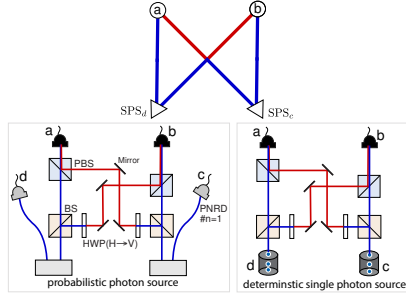 a
b
SPS_d
SPS_c
a
b
d
PBS
Mirror
c
BS
PNRD
#n=1
HWP(H→V)
probabilistic photon source
a
b
d
c
determinstic single photon source